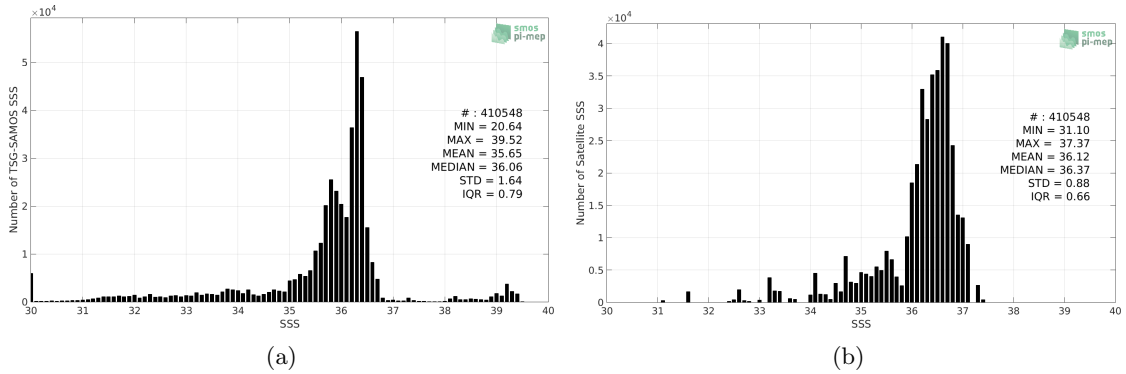 ×10⁴
smos
pi-mep
Number of TSG-SAMOS SSS
5
4
3
2
1
0
# : 410548
MIN = 20.64
MAX = 39.52
MEAN = 35.65
MEDIAN = 36.06
STD = 1.64
IQR = 0.79
30 31 32 33 34 35 36 37 38 39 40
SSS
(a)
×10⁴
smos
pi-mep
Number of Satellite SSS
4
3.5
3
2.5
2
1.5
1
0.5
0
# : 410548
MIN = 31.10
MAX = 37.37
MEAN = 36.12
MEDIAN = 36.37
STD = 0.88
IQR = 0.66
30 31 32 33 34 35 36 37 38 39 40
SSS
(b)